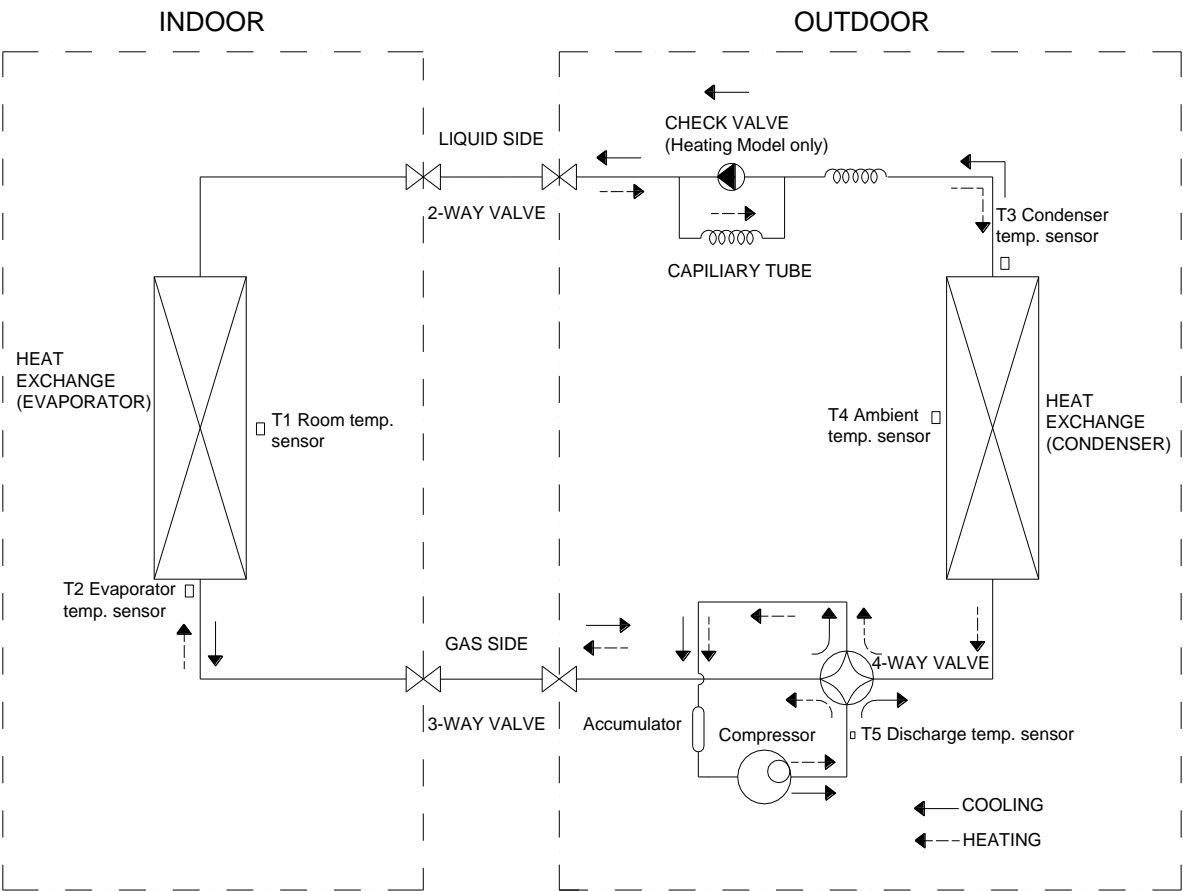 INDOOR
OUTDOOR
LIQUID SIDE
2-WAY VALVE
CHECK VALVE
(Heating Model only)
CAPILIARY TUBE
T3 Condenser
temp. sensor
HEAT
EXCHANGE
(EVAPORATOR)
T1 Room temp.
sensor
T4 Ambient
temp. sensor
HEAT
EXCHANGE
(CONDENSER)
T2 Evaporator
temp. sensor
GAS SIDE
3-WAY VALVE
4-WAY VALVE
Accumulator
Compressor
T5 Discharge temp. sensor
COOLING
HEATING